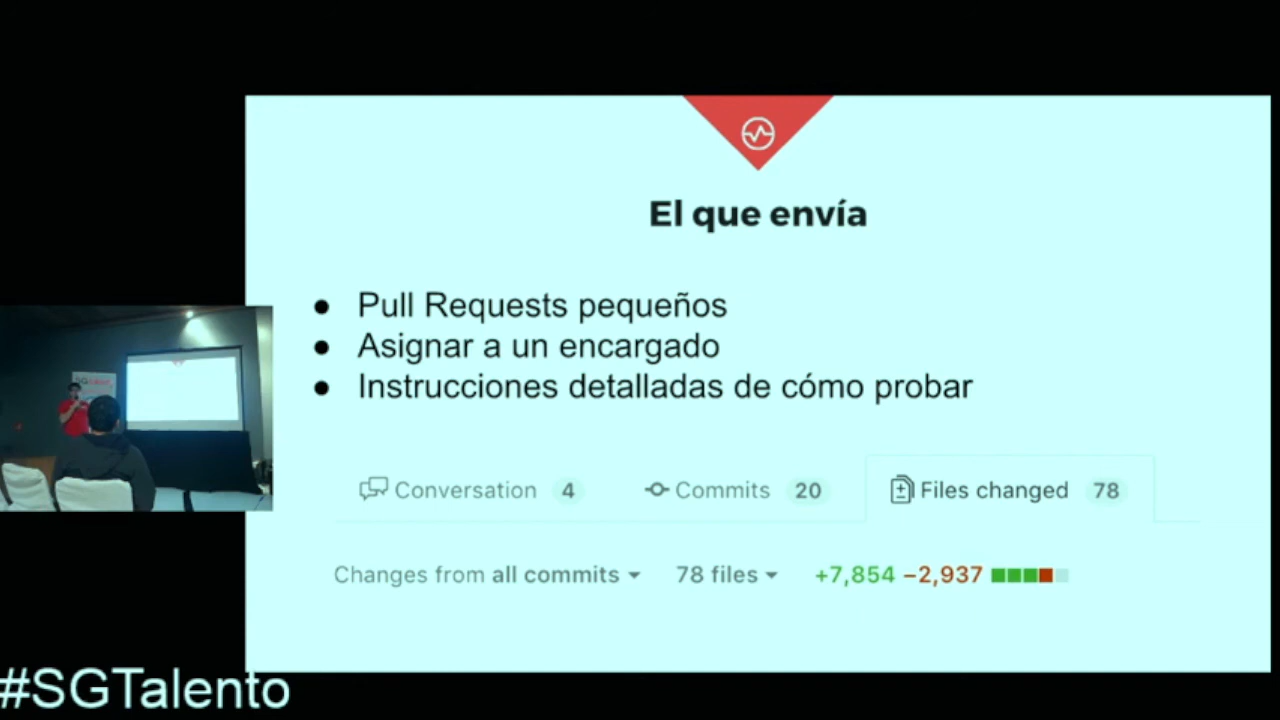 El que envía
● Pull Requests pequeños
● Asignar a un encargado
● Instrucciones detalladas de cómo probar
Conversation 4 Commits 20 Files changed 78
Changes from all commits 78 files +7,854 −2,937
#SGTalento